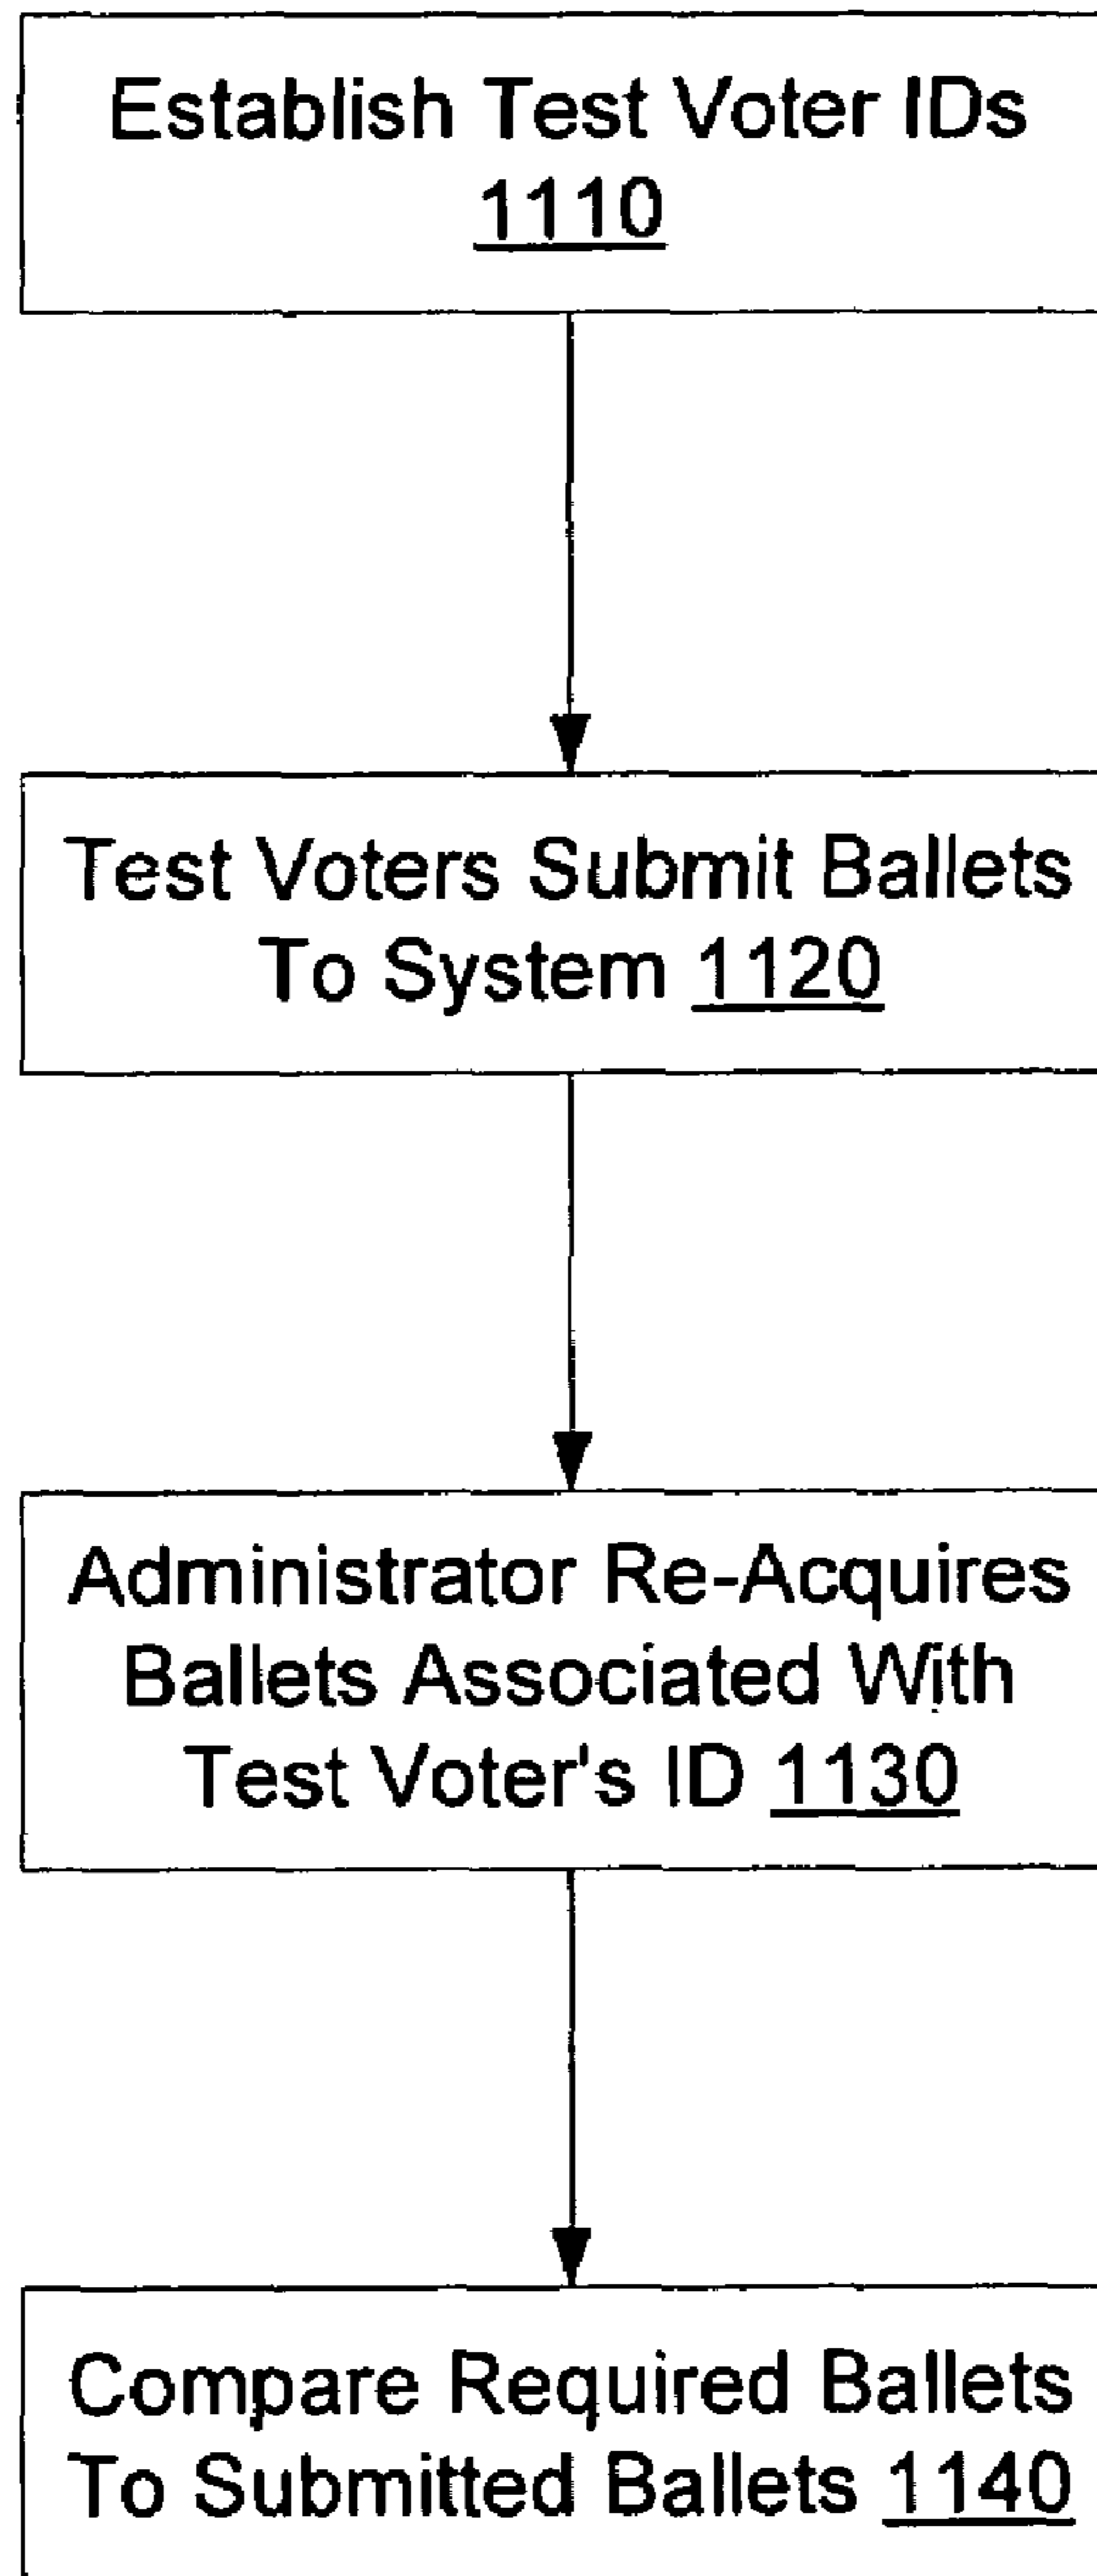 Establish Test Voter IDs
1110
Test Voters Submit Ballets
To System 1120
Administrator Re-Acquires
Ballets Associated With
Test Voter's ID 1130
Compare Required Ballets
To Submitted Ballets 1140